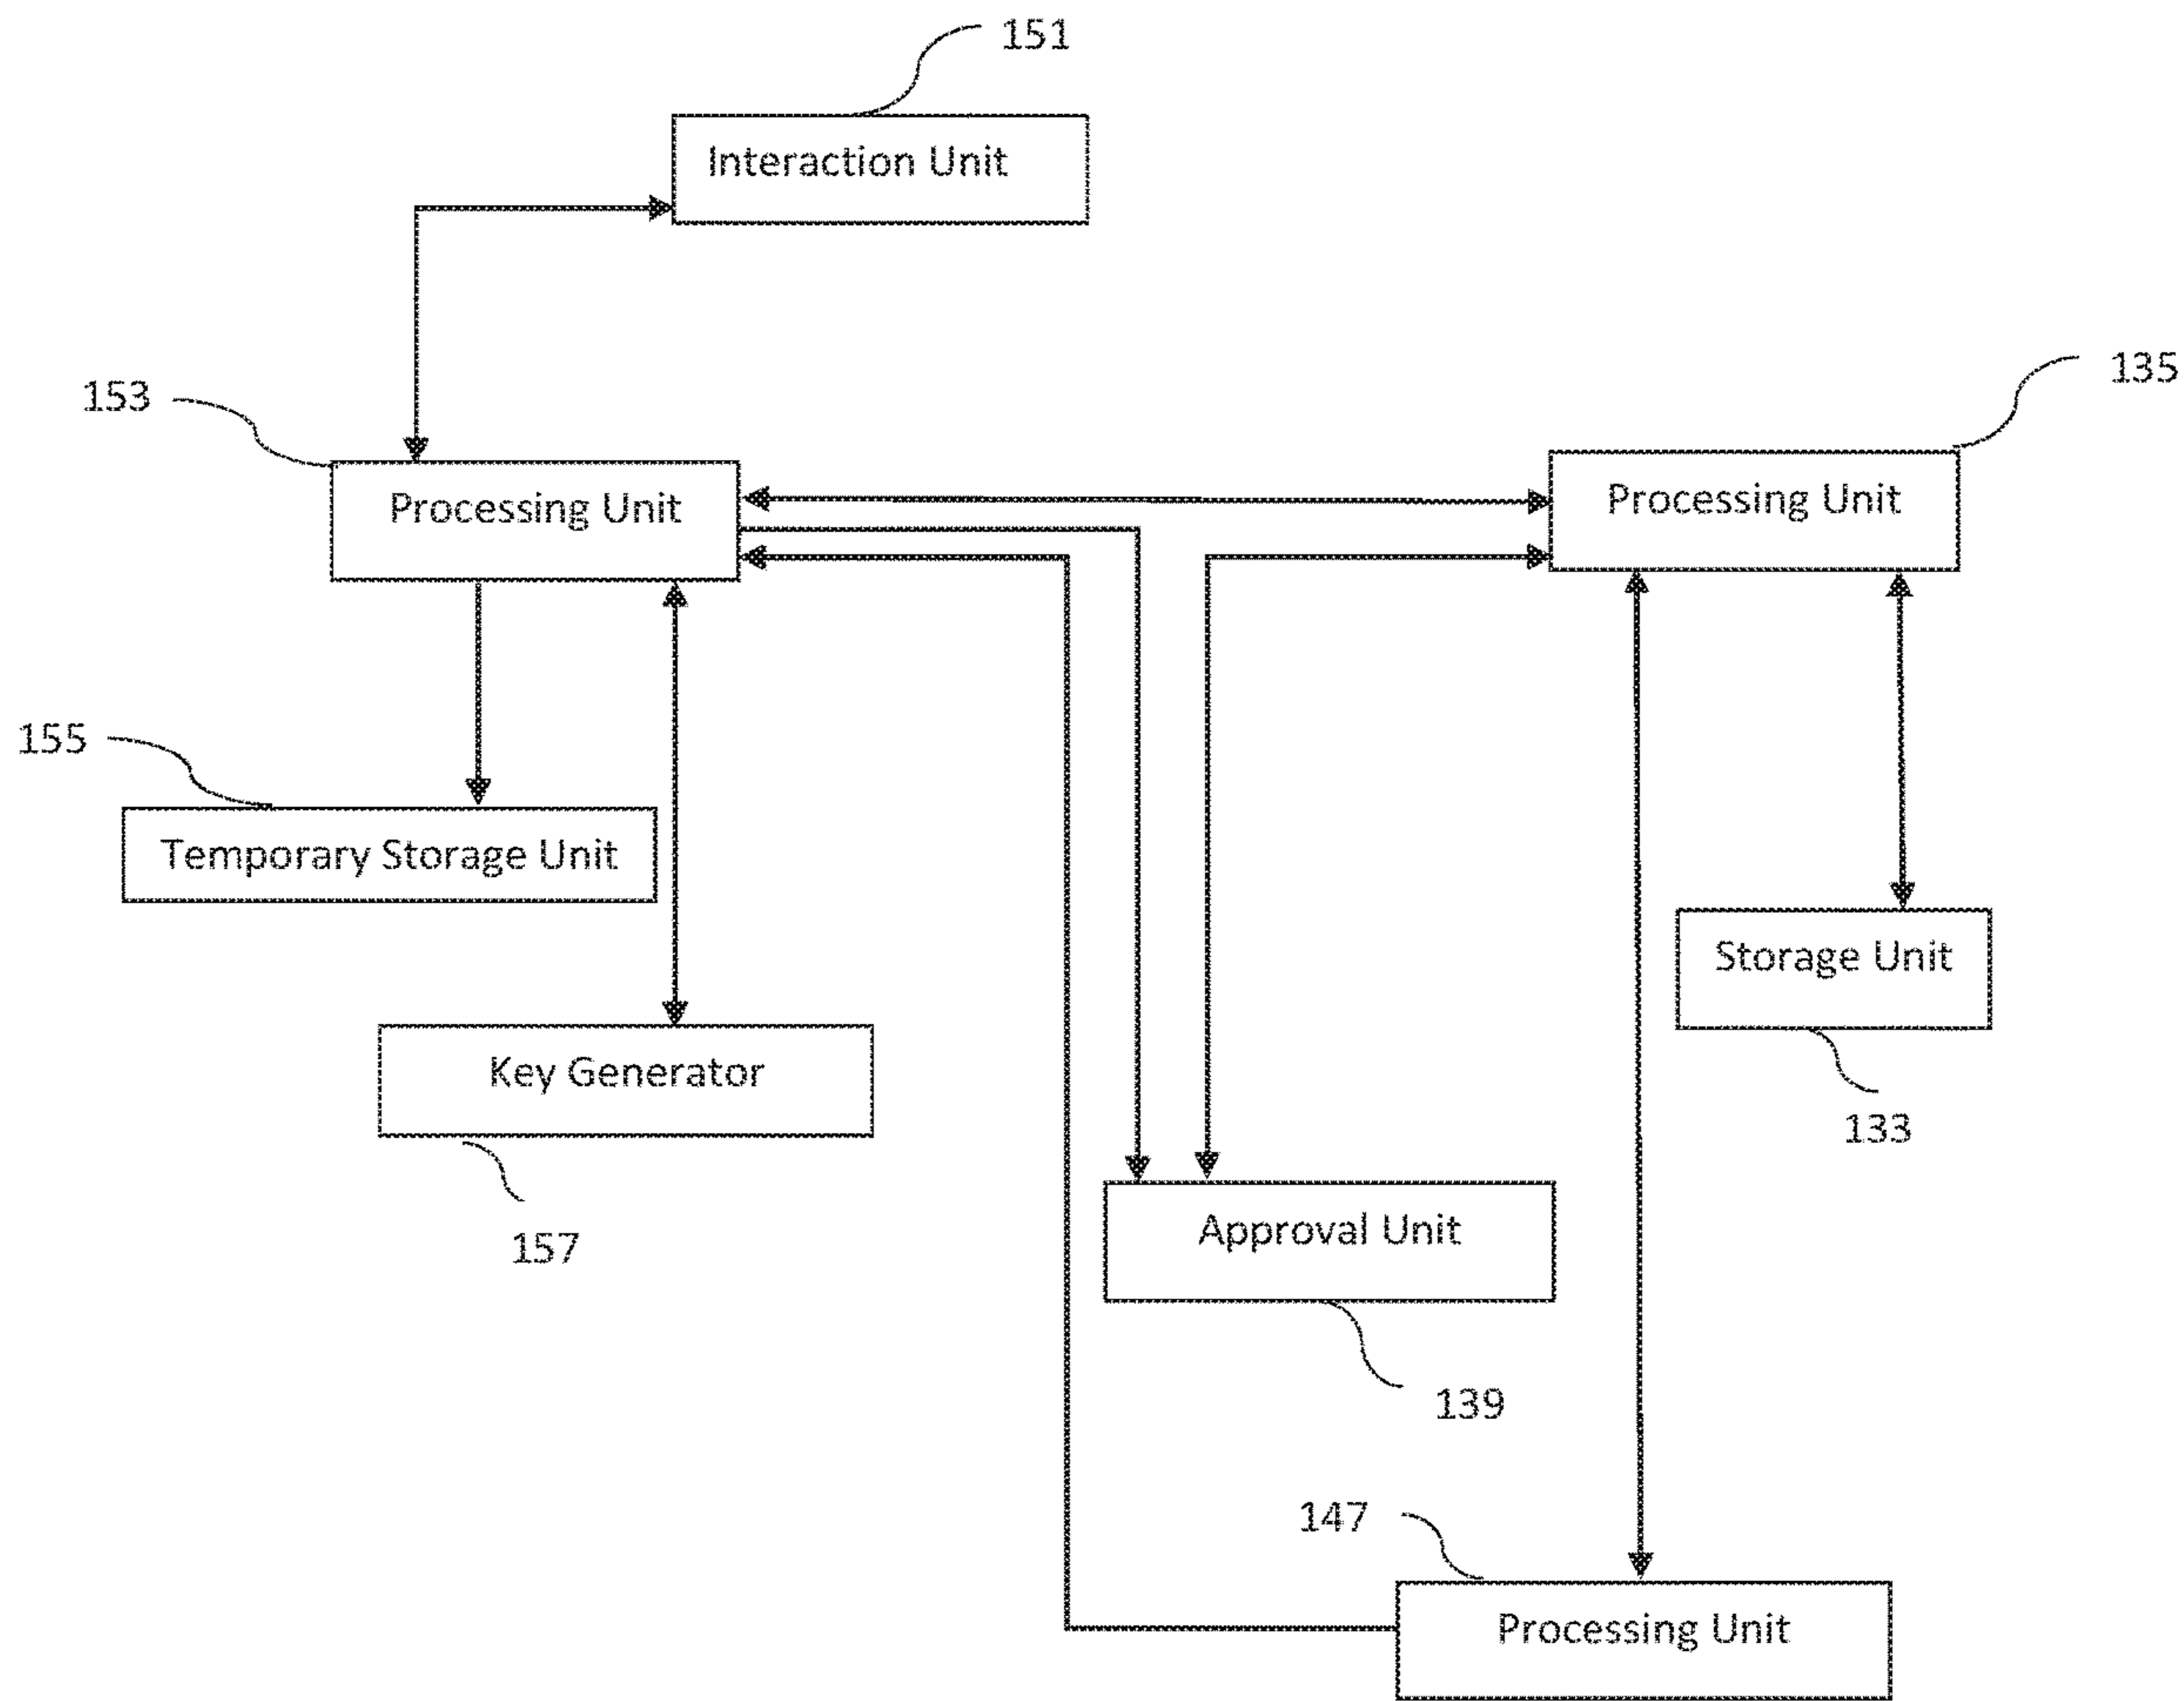 151
Interaction Unit
135
153
Processing Unit
Processing Unit
155
Temporary Storage Unit
Storage Unit
Key Generator
133
157
Approval Unit
139
147
Processing Unit